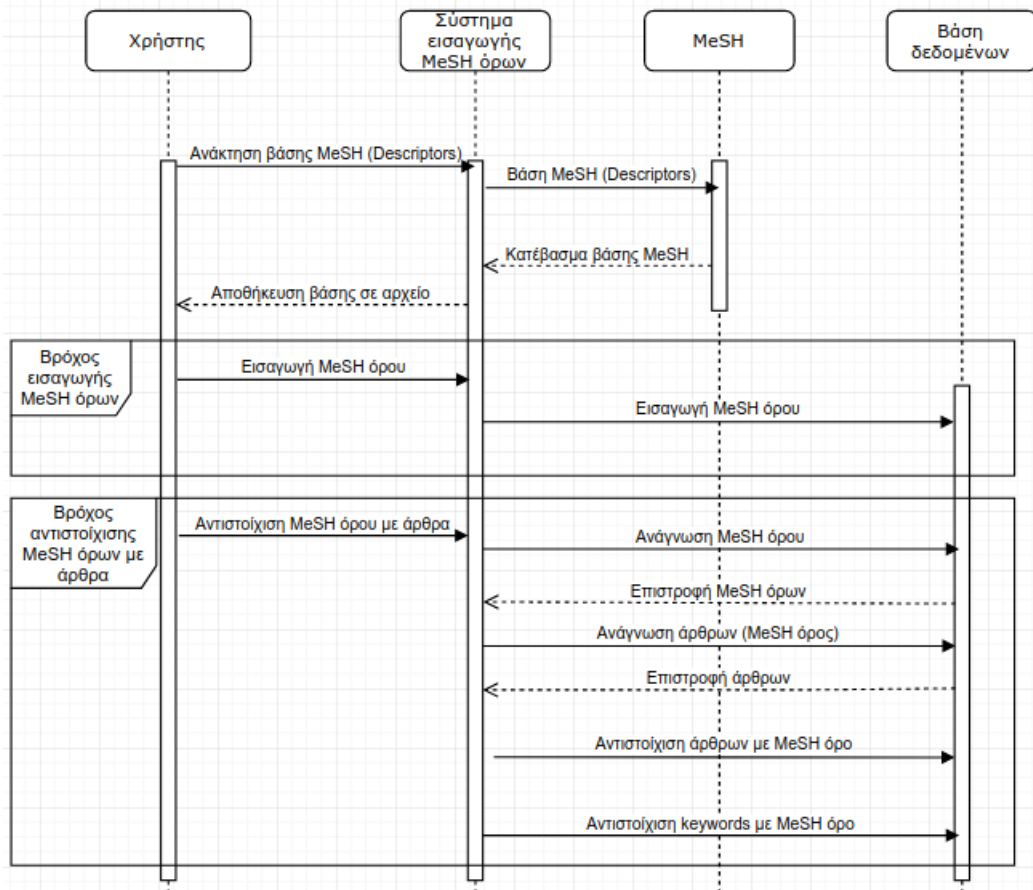 Χρήστης
Σύστημα
εισαγωγής
MeSH όρων
MeSH
Βάση
δεδομένων
Ανάκτηση βάσης MeSH (Descriptors)
Βάση MeSH (Descriptors)
Κατέβασμα βάσης MeSH
Αποθήκευση βάσης σε αρχείο
Βρόχος
εισαγωγής
MeSH όρων
Εισαγωγή MeSH όρου
Εισαγωγή MeSH όρου
Βρόχος
αντιστοίχισης
MeSH όρων με
άρθρα
Αντιστοίχιση MeSH όρου με άρθρα
Ανάγνωση MeSH όρου
Επιστροφή MeSH όρων
Ανάγνωση άρθρων (MeSH όρος)
Επιστροφή άρθρων
Αντιστοίχιση άρθρων με MeSH όρο
Αντιστοίχιση keywords με MeSH όρο